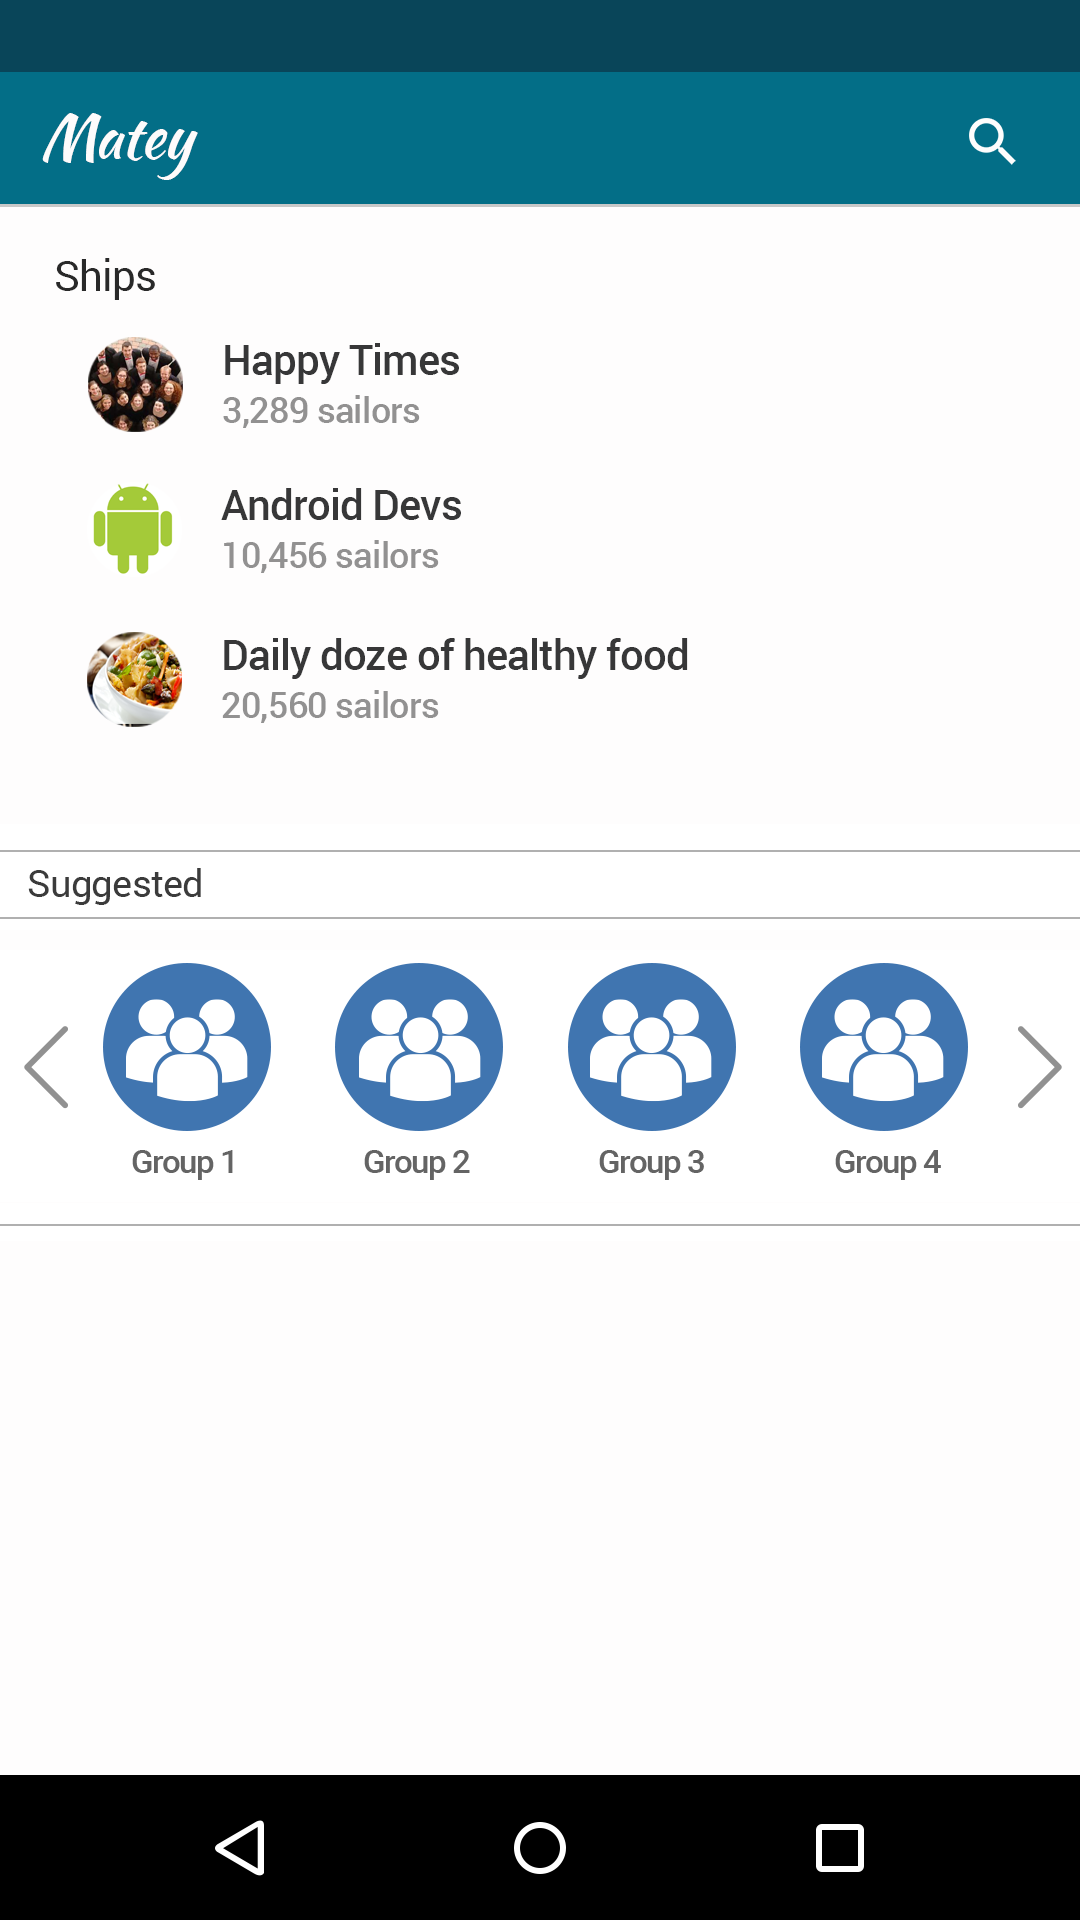 Matey
Ships
Happy Times
3,289 sailors
Android Devs
10,456 sailors
Daily doze of healthy food
20,560 sailors
Suggested
Group 1
Group 2
Group 3
Group 4